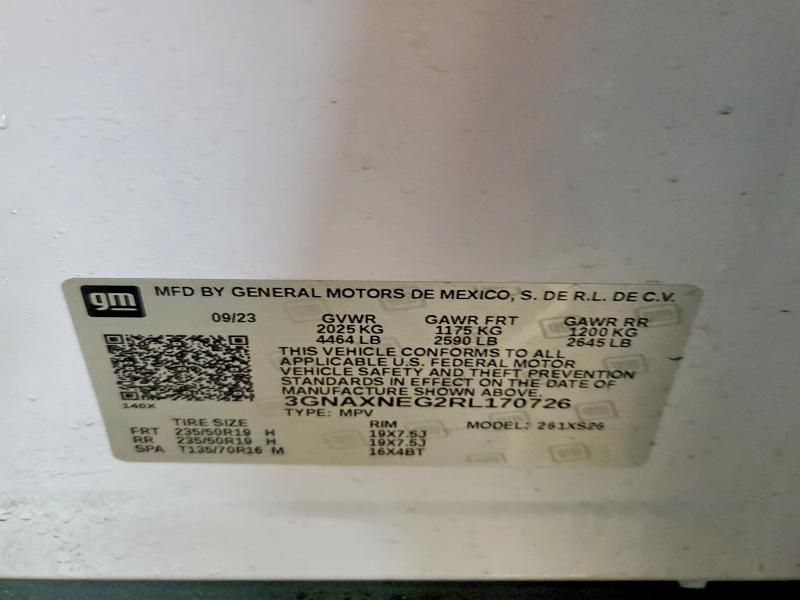 gm MFD BY GENERAL MOTORS DE MEXICO, S. DE R.L. DE C.V.
09/23 GVWR GAWR FRT GAWR RR
2025 KG 1175 KG 1200 KG
4464 LB 2590 LB 2645 LB
THIS VEHICLE CONFORMS TO ALL
APPLICABLE U.S. FEDERAL MOTOR
VEHICLE SAFETY AND THEFT PREVENTION
STANDARDS IN EFFECT ON THE DATE OF
MANUFACTURE SHOWN ABOVE.
140X 3GNAXNEG2RL170726
TYPE: MPV MODEL: 261XS26
TIRE SIZE RIM
FRT 235/50R19 H 19X7.5J
RR 235/50R19 H 19X7.5J
SPA T135/70R16 M 16X4BT